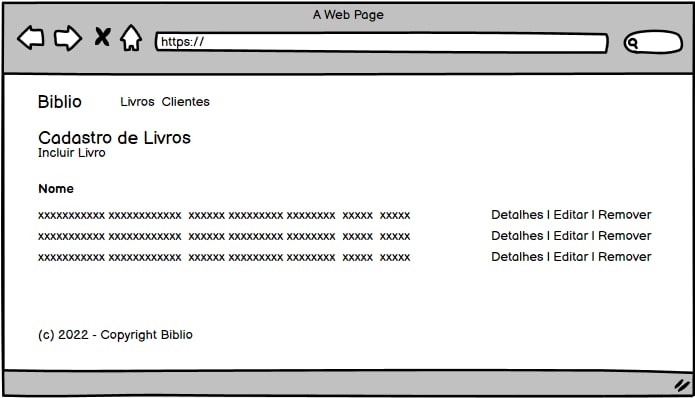 A Web Page
https://
Biblio Livros Clientes
Cadastro de Livros
Incluir Livro
Nome
xxxxxxxxxxx xxxxxxxxxxxx xxxxxx xxxxxxxxx xxxxxxxx xxxxx xxxxx Detalhes | Editar | Remover
xxxxxxxxxxx xxxxxxxxxxxx xxxxxx xxxxxxxxx xxxxxxxx xxxxx xxxxx Detalhes | Editar | Remover
xxxxxxxxxxx xxxxxxxxxxxx xxxxxx xxxxxxxxx xxxxxxxx xxxxx xxxxx Detalhes | Editar | Remover
(c) 2022 - Copyright Biblio